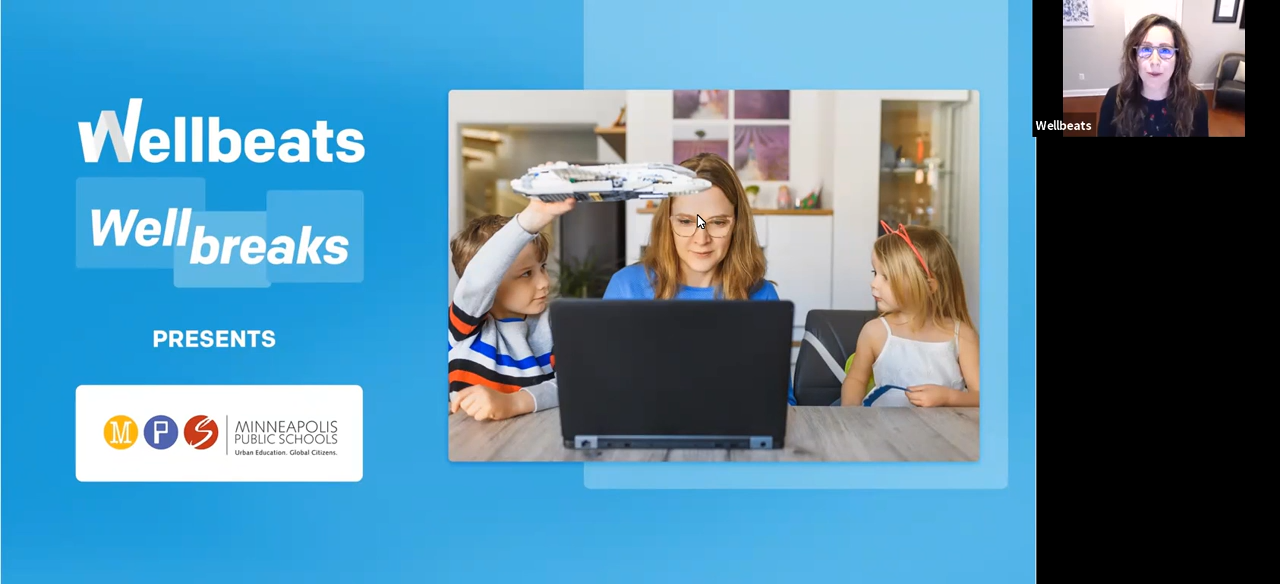 Wellbeats
Well
breaks
PRESENTS
M P S
MINNEAPOLIS
PUBLIC SCHOOLS
Urban Education. Global Citizens.
Wellbeats